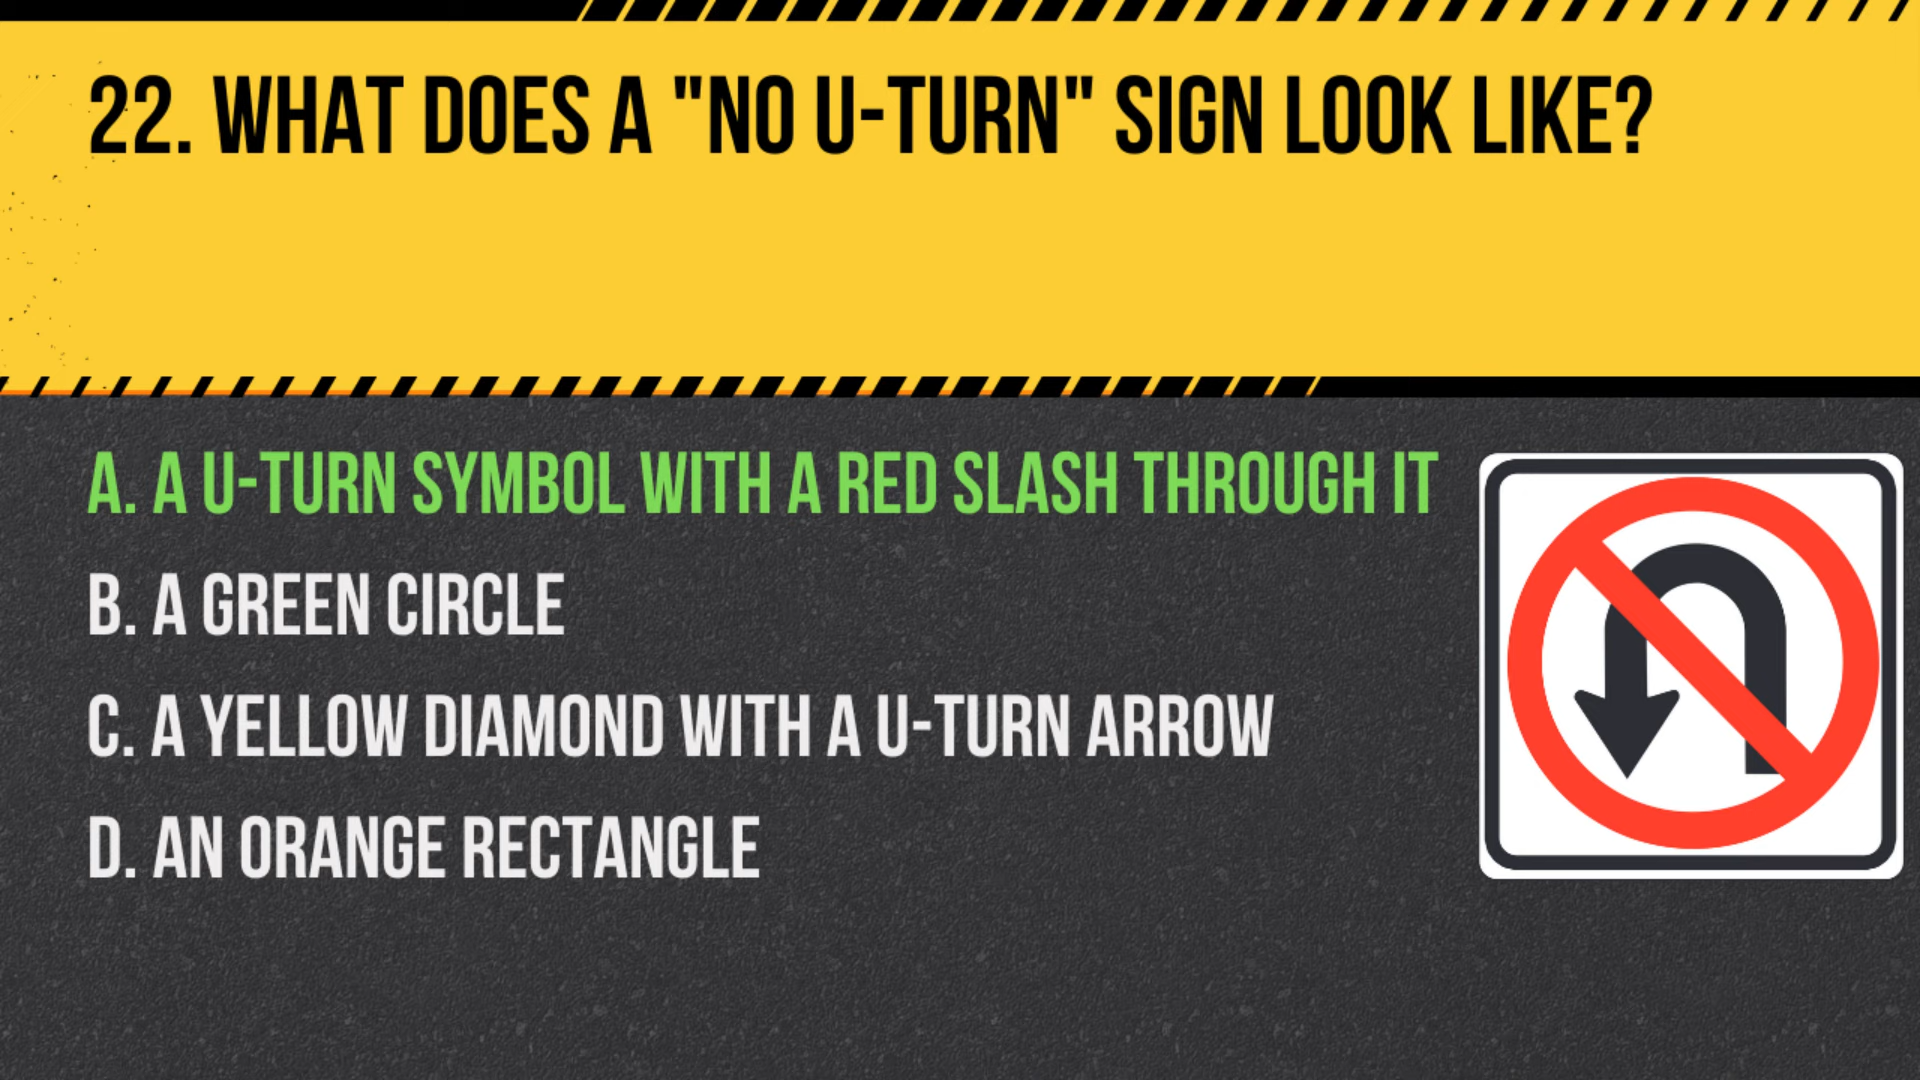 22. WHAT DOES A "NO U-TURN" SIGN LOOK LIKE?
A. A U-TURN SYMBOL WITH A RED SLASH THROUGH IT
B. A GREEN CIRCLE
C. A YELLOW DIAMOND WITH A U-TURN ARROW
D. AN ORANGE RECTANGLE